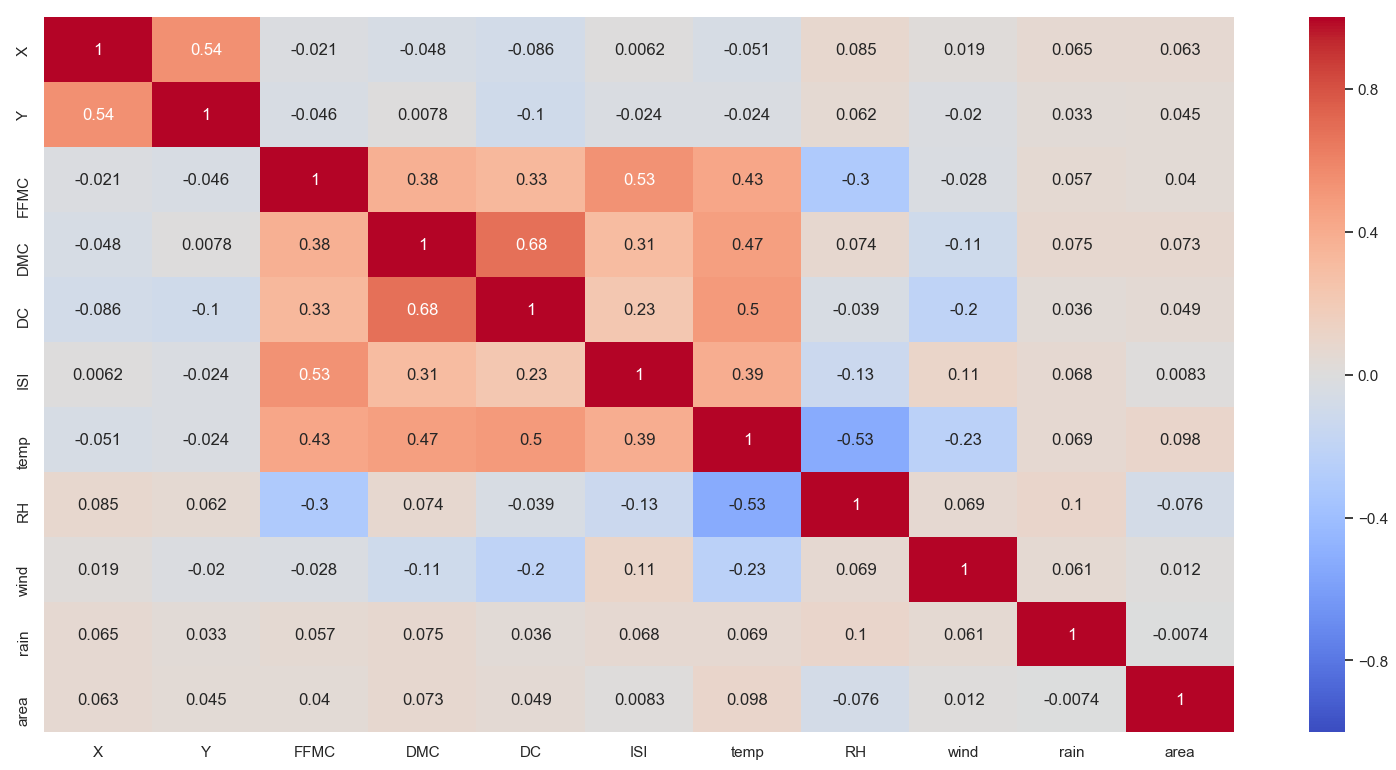 X 1 0.54 -0.021 -0.048 -0.086 0.0062 -0.051 0.085 0.019 0.065 0.063
Y 0.54 1 -0.046 0.0078 -0.1 -0.024 -0.024 0.062 -0.02 0.033 0.045
FFMC -0.021 -0.046 1 0.38 0.33 0.53 0.43 -0.3 -0.028 0.057 0.04
DMC -0.048 0.0078 0.38 1 0.68 0.31 0.47 0.074 -0.11 0.075 0.073
DC -0.086 -0.1 0.33 0.68 1 0.23 0.5 -0.039 -0.2 0.036 0.049
ISI 0.0062 -0.024 0.53 0.31 0.23 1 0.39 -0.13 0.11 0.068 0.0083
temp -0.051 -0.024 0.43 0.47 0.5 0.39 1 -0.53 -0.23 0.069 0.098
RH 0.085 0.062 -0.3 0.074 -0.039 -0.13 -0.53 1 0.069 0.1 -0.076
wind 0.019 -0.02 -0.028 -0.11 -0.2 0.11 -0.23 0.069 1 0.061 0.012
rain 0.065 0.033 0.057 0.075 0.036 0.068 0.069 0.1 0.061 1 -0.0074
area 0.063 0.045 0.04 0.073 0.049 0.0083 0.098 -0.076 0.012 -0.0074 1
X Y FFMC DMC DC ISI temp RH wind rain area
0.8
0.4
0.0
−0.4
−0.8